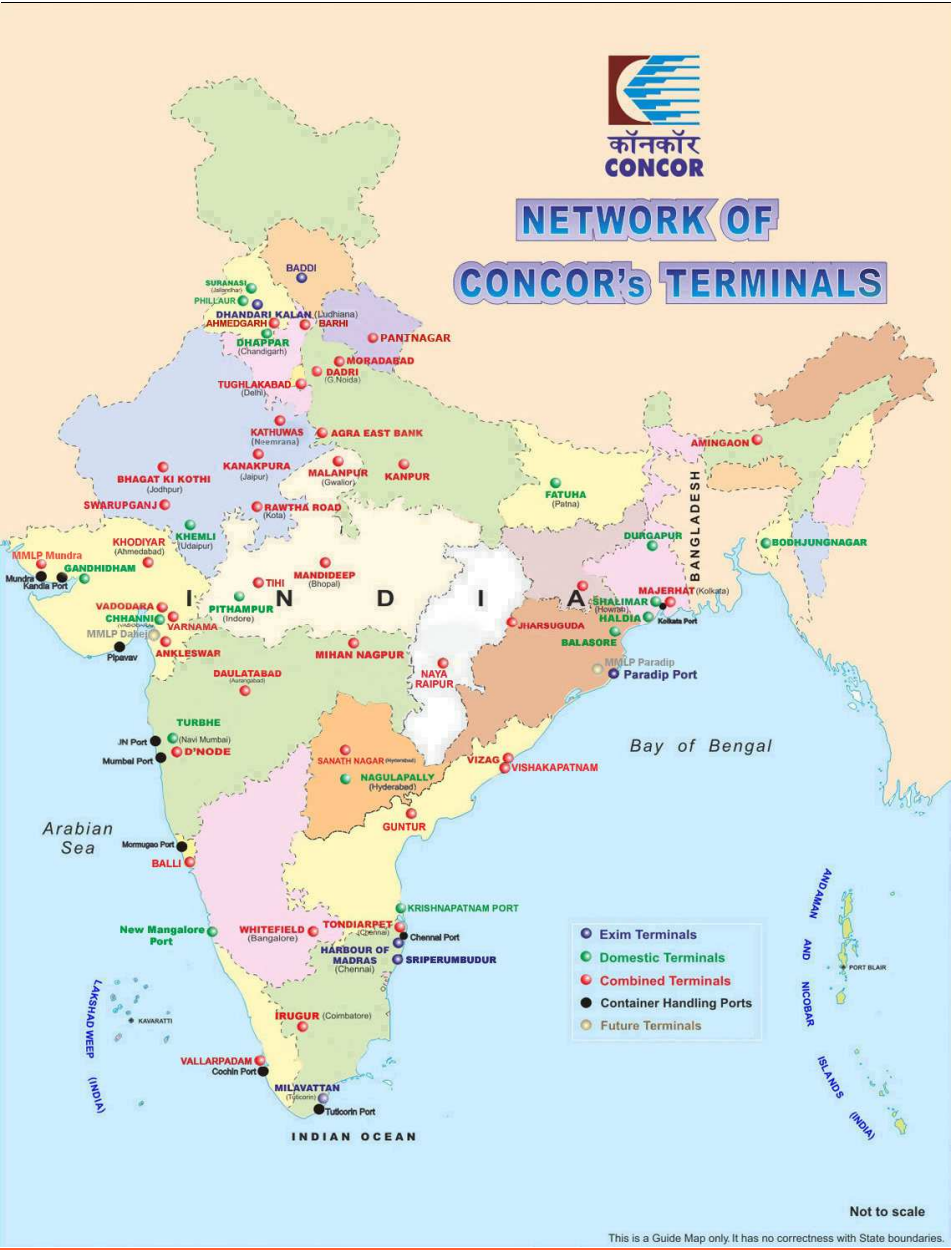 कॉनकॉर
CONCOR
NETWORK OF
CONCOR's TERMINALS
BADDI
SURANASI
(Jalandhar)
PHILLAUR
DHANDARI KALAN (Ludhiana)
AHMEDGARH
BARHI
DHAPPAR
(Chandigarh)
PANTNAGAR
MORADABAD
DADRI
(G.Noida)
TUGHLAKABAD
(Delhi)
KATHUWAS
(Neemrana)
AGRA EAST BANK
AMINGAON
KANAKPURA
(Jaipur)
MALANPUR
(Gwalior)
KANPUR
BHAGAT KI KOTHI
(Jodhpur)
FATUHA
(Patna)
SWARUPGANJ
RAWTHA ROAD
(Kota)
KHEMLI
(Udaipur)
DURGAPUR
BANGLADESH
BODHJUNGNAGAR
KHODIYAR
(Ahmedabad)
MMLP Mundra
GANDHIDHAM
Mundra
Kandla Port
TIHI
MANDIDEEP
(Bhopal)
INDIA
PITHAMPUR
(Indore)
MAJERHAT (Kolkata)
SHALIMAR
(Howrah)
HALDIA
Kolkata Port
VADODARA
CHHANNI
VARNAMA
MMLP Dahej
JHARSUGUDA
BALASORE
Pipavav
ANKLESWAR
MIHAN NAGPUR
MMLP Paradip
Paradip Port
DAULATABAD
(Aurangabad)
NAYA
RAIPUR
TURBHE
(Navi Mumbai)
JN Port
D'NODE
Mumbai Port
Bay of Bengal
SANATH NAGAR (Hyderabad)
VIZAG
VISHAKAPATNAM
NAGULAPALLY
(Hyderabad)
GUNTUR
Arabian
Sea
Mormugao Port
BALLI
KRISHNAPATNAM PORT
New Mangalore
Port
WHITEFIELD
(Bangalore)
TONDIARPET
(Chennai)
Chennai Port
HARBOUR OF
MADRAS
(Chennai)
SRIPERUMBUDUR
Exim Terminals
Domestic Terminals
Combined Terminals
Container Handling Ports
Future Terminals
ANDAMAN
AND
NICOBAR
ISLANDS
(INDIA)
PORT BLAIR
LAKSHADWEEP
(INDIA)
KAVARATTI
IRUGUR (Coimbatore)
VALLARPADAM
Cochin Port
MILAVATTAN
(Tuticorin)
Tuticorin Port
INDIAN OCEAN
Not to scale
This is a Guide Map only. It has no correctness with State boundaries.